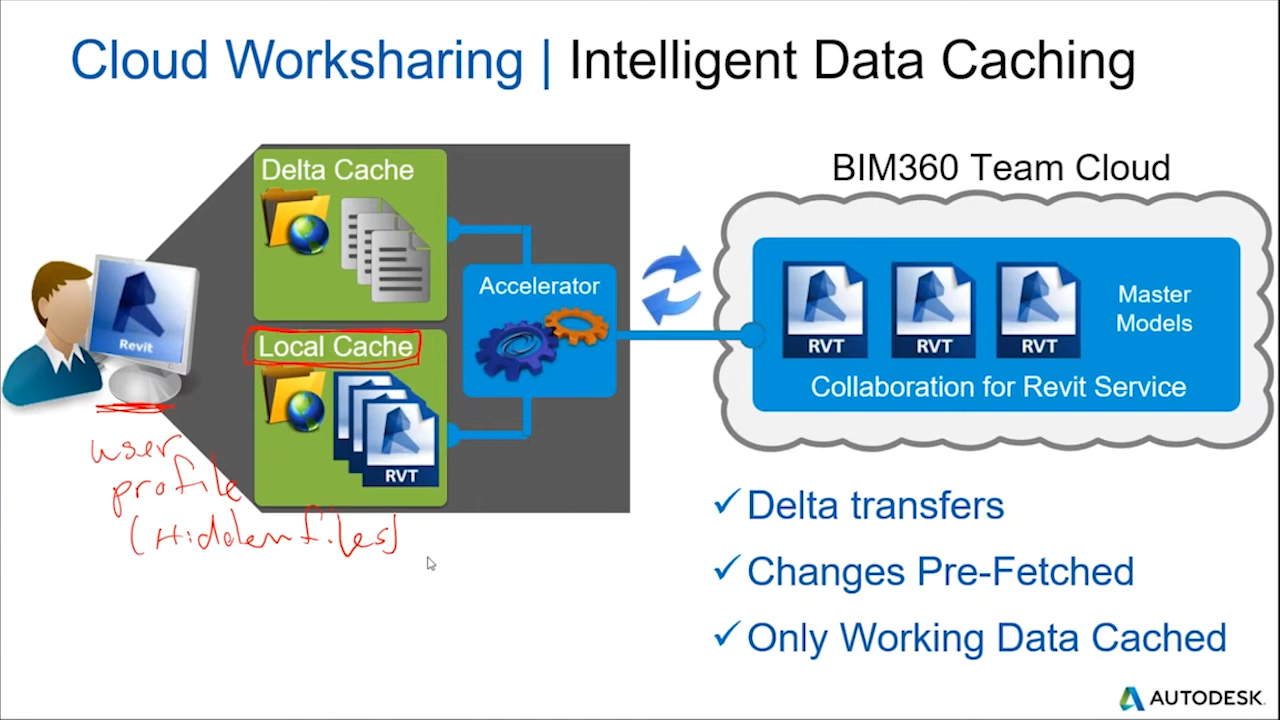 Cloud Worksharing | Intelligent Data Caching
Delta Cache
BIM360 Team Cloud
Accelerator
Revit
Local Cache
RVT
RVT
RVT
RVT
Master
Models
Collaboration for Revit Service
user
profile
(Hidden files)
✓ Delta transfers
✓ Changes Pre-Fetched
✓ Only Working Data Cached
AUTODESK.